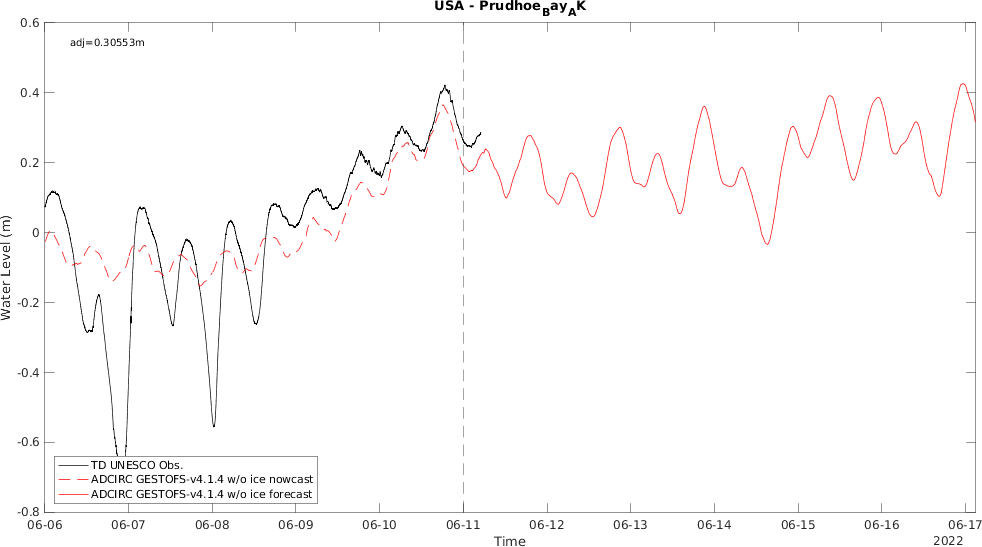 USA - PrudhoeBayAK
0.6
adj=0.30553m
0.4
0.2
0
-0.2
-0.4
-0.6
-0.8
Water Level (m)
TD UNESCO Obs.
ADCIRC GESTOFS-v4.1.4 w/o ice nowcast
ADCIRC GESTOFS-v4.1.4 w/o ice forecast
06-06 06-07 06-08 06-09 06-10 06-11 06-12 06-13 06-14 06-15 06-16 06-17
Time
2022